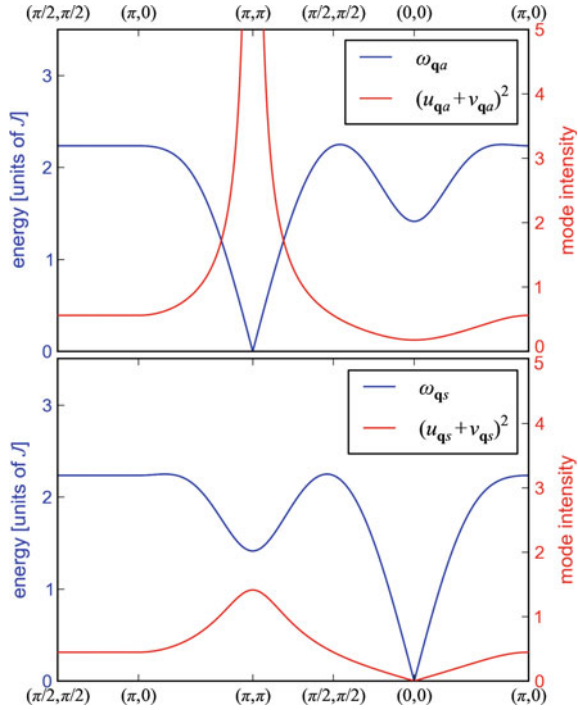 (π/2,π/2) (π,0) (π,π) (π/2,π/2) (0,0) (π,0)
energy [units of J]
3
2
1
0
ω_qa
(u_qa + v_qa)²
5
4
3
2
1
0
mode intensity
energy [units of J]
3
2
1
0
ω_qs
(u_qs + v_qs)²
5
4
3
2
1
0
mode intensity
(π/2,π/2) (π,0) (π,π) (π/2,π/2) (0,0) (π,0)